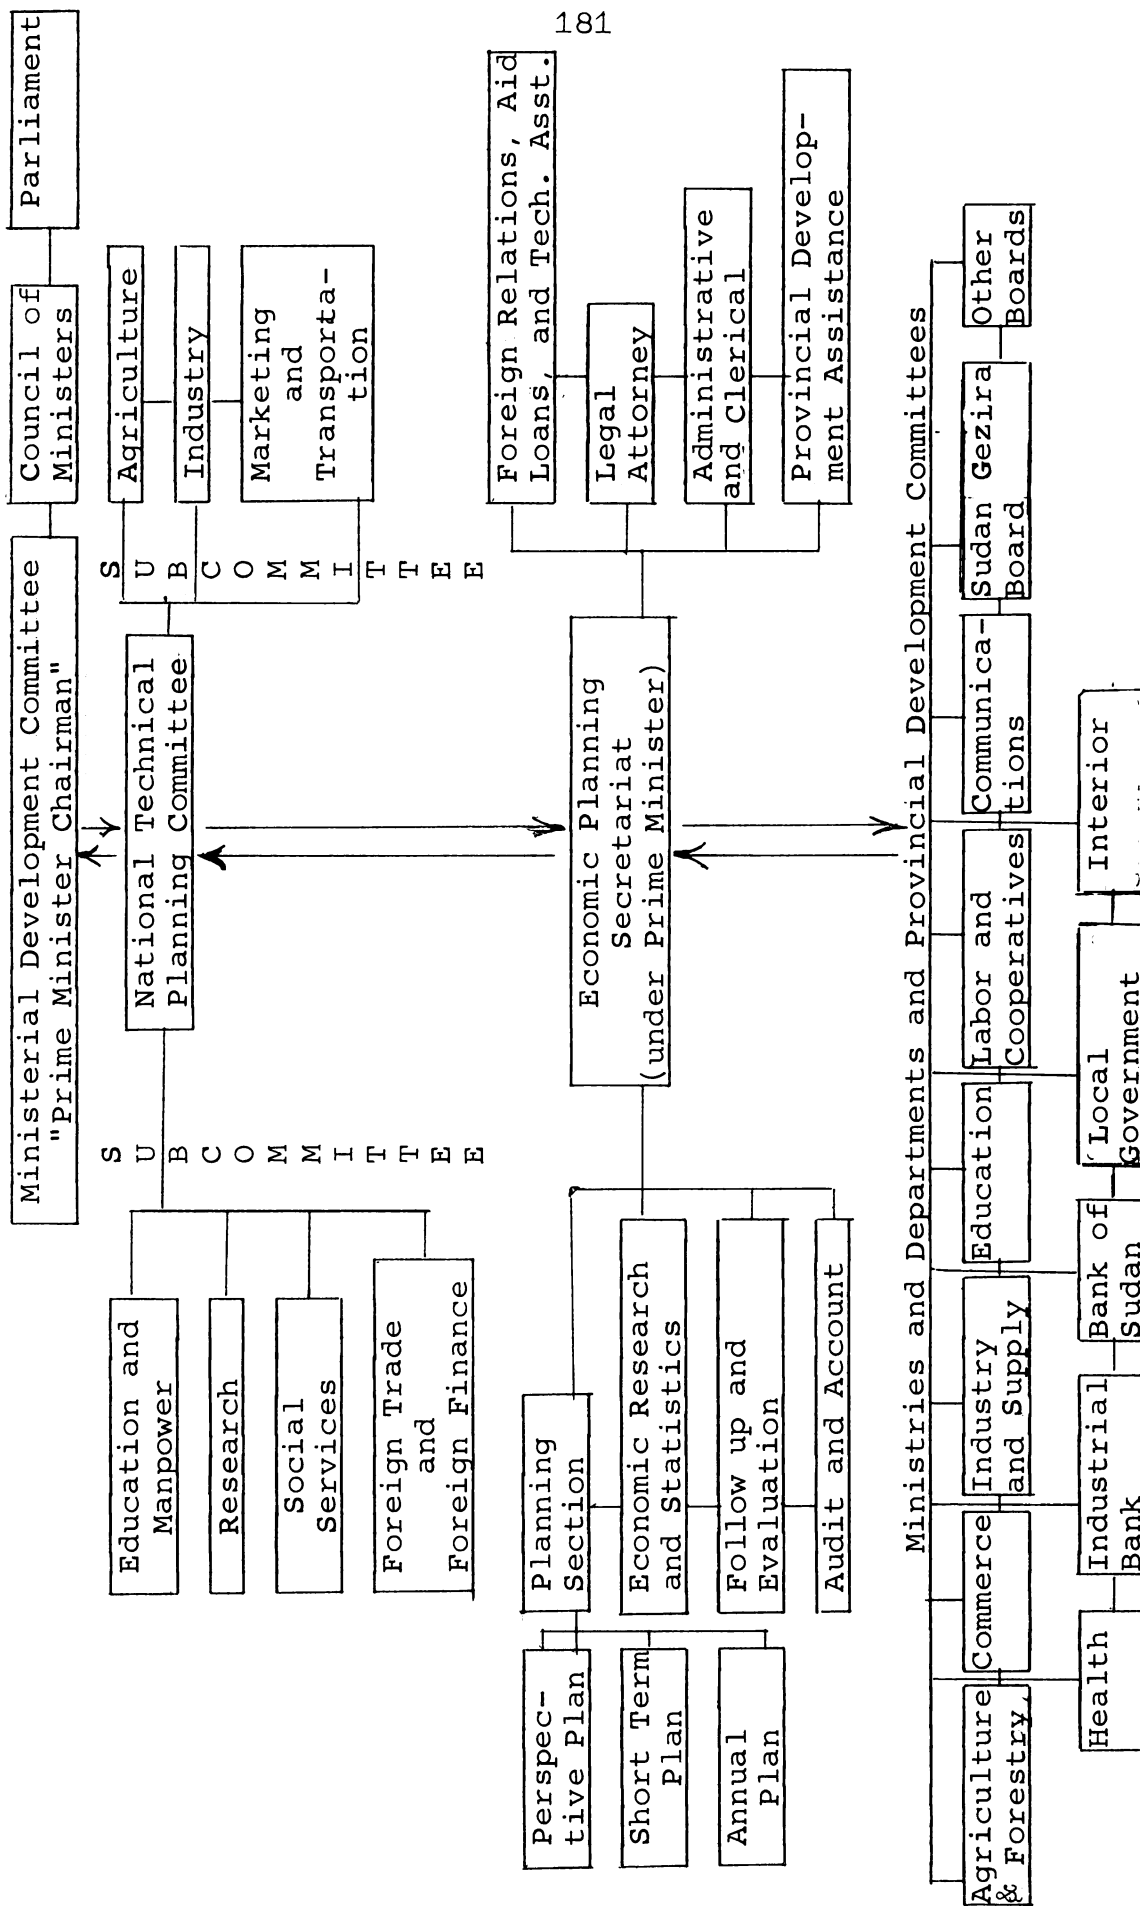 181
Ministerial Development Committee
"Prime Minister Chairman"
Council of
Ministers
Parliament
National Technical
Planning Committee
SUBCOMMITTEE
Education and
Manpower
Research
Social
Services
Foreign Trade
and
Foreign Finance
SUBCOMMITTEE
Agriculture
Industry
Marketing
and
Transporta-
tion
Economic Planning
Secretariat
(under Prime Minister)
Planning
Section
Economic Research
and Statistics
Follow up and
Evaluation
Audit and Account
Perspec-
tive Plan
Short Term
Plan
Annual
Plan
Foreign Relations, Aid
Loans, and Tech. Asst.
Legal
Attorney
Administrative
and Clerical
Provincial Develop-
ment Assistance
Ministries and Departments and Provincial Development Committees
Agriculture
& Forestry
Commerce
Industry
and Supply
Education
Labor and
Cooperatives
Communica-
tions
Sudan Gezira
Board
Other
Boards
Health
Industrial
Bank
Bank of
Sudan
Local
Government
Interior